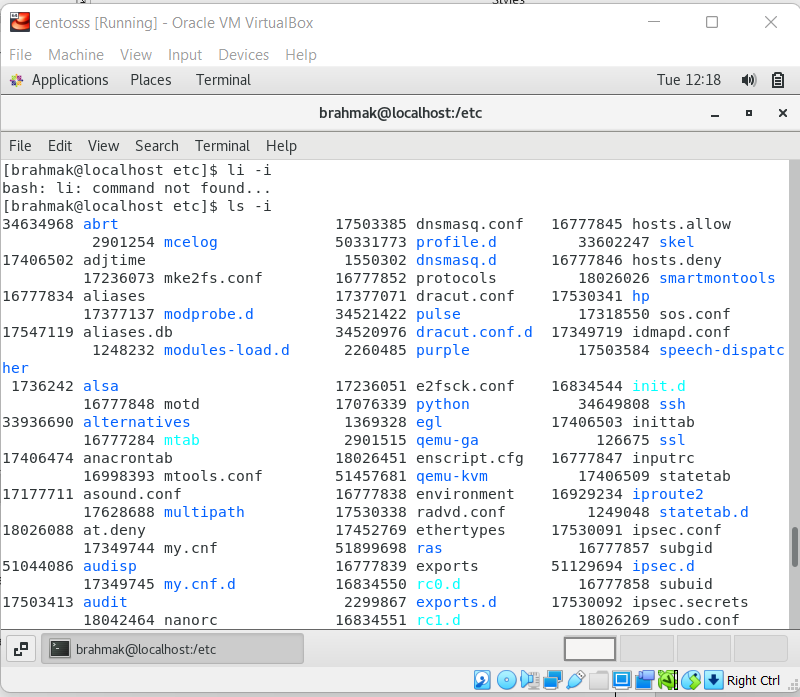 Styles
centosss [Running] - Oracle VM VirtualBox
File Machine View Input Devices Help
Applications Places Terminal Tue 12:18
brahmak@localhost:/etc
File Edit View Search Terminal Help
[brahmak@localhost etc]$ li -i
bash: li: command not found...
[brahmak@localhost etc]$ ls -i
34634968 abrt 17503385 dnsmasq.conf 16777845 hosts.allow
2901254 mcelog 50331773 profile.d 33602247 skel
17406502 adjtime 1550302 dnsmasq.d 16777846 hosts.deny
17236073 mke2fs.conf 16777852 protocols 18026026 smartmontools
16777834 aliases 17377071 dracut.conf 17530341 hp
17377137 modprobe.d 34521422 pulse 17318550 sos.conf
17547119 aliases.db 34520976 dracut.conf.d 17349719 idmapd.conf
1248232 modules-load.d 2260485 purple 17503584 speech-dispatc
her
1736242 alsa 17236051 e2fsck.conf 16834544 init.d
16777848 motd 17076339 python 34649808 ssh
33936690 alternatives 1369328 egl 17406503 inittab
16777284 mtab 2901515 qemu-ga 126675 ssl
17406474 anacrontab 18026451 enscript.cfg 16777847 inputrc
16998393 mtools.conf 51457681 qemu-kvm 17406509 statetab
17177711 asound.conf 16777838 environment 16929234 iproute2
17628688 multipath 17530338 radvd.conf 1249048 statetab.d
18026088 at.deny 17452769 ethertypes 17530091 ipsec.conf
17349744 my.cnf 51899698 ras 16777857 subgid
51044086 audisp 16777839 exports 51129694 ipsec.d
17349745 my.cnf.d 16834550 rc0.d 16777858 subuid
17503413 audit 2299867 exports.d 17530092 ipsec.secrets
18042464 nanorc 16834551 rc1.d 18026269 sudo.conf
brahmak@localhost:/etc
Right Ctrl